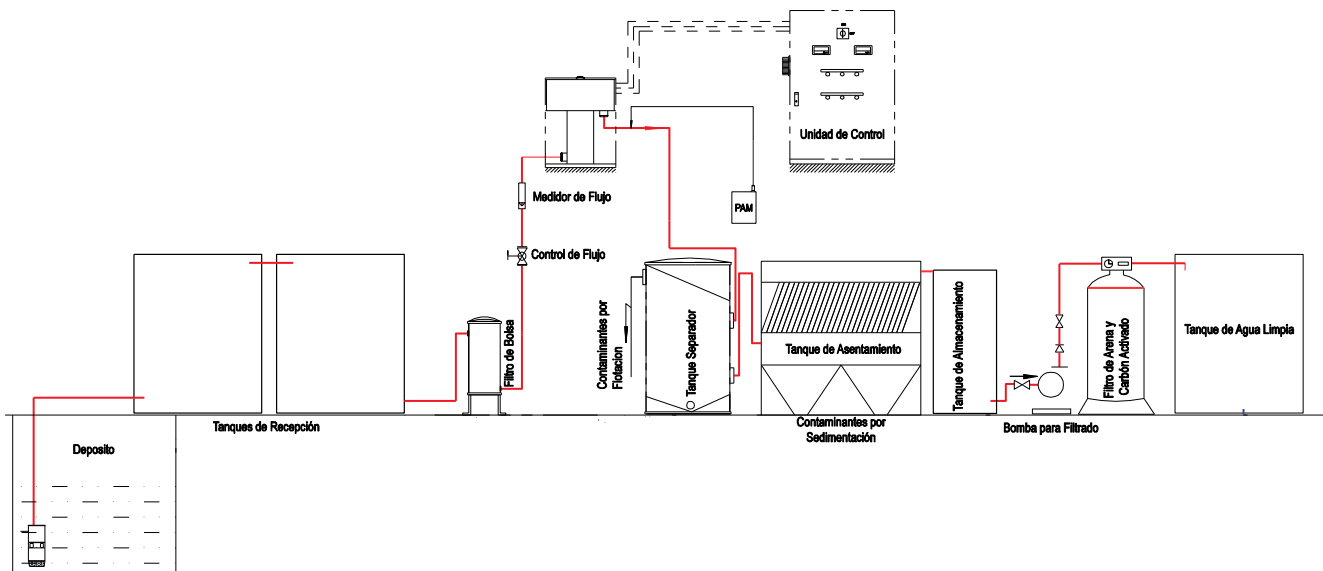 Unidad de Control
Medidor de Flujo
PAM
Control de Flujo
Filtro de Bolsa
Contaminantes por
Flotacion
Tanque Separador
Tanque de Asentamiento
Tanque de Almacenamiento
Filtro de Arena y
Carbón Activado
Tanque de Agua Limpia
Tanques de Recepción
Contaminantes por
Sedimentación
Bomba para Filtrado
Deposito